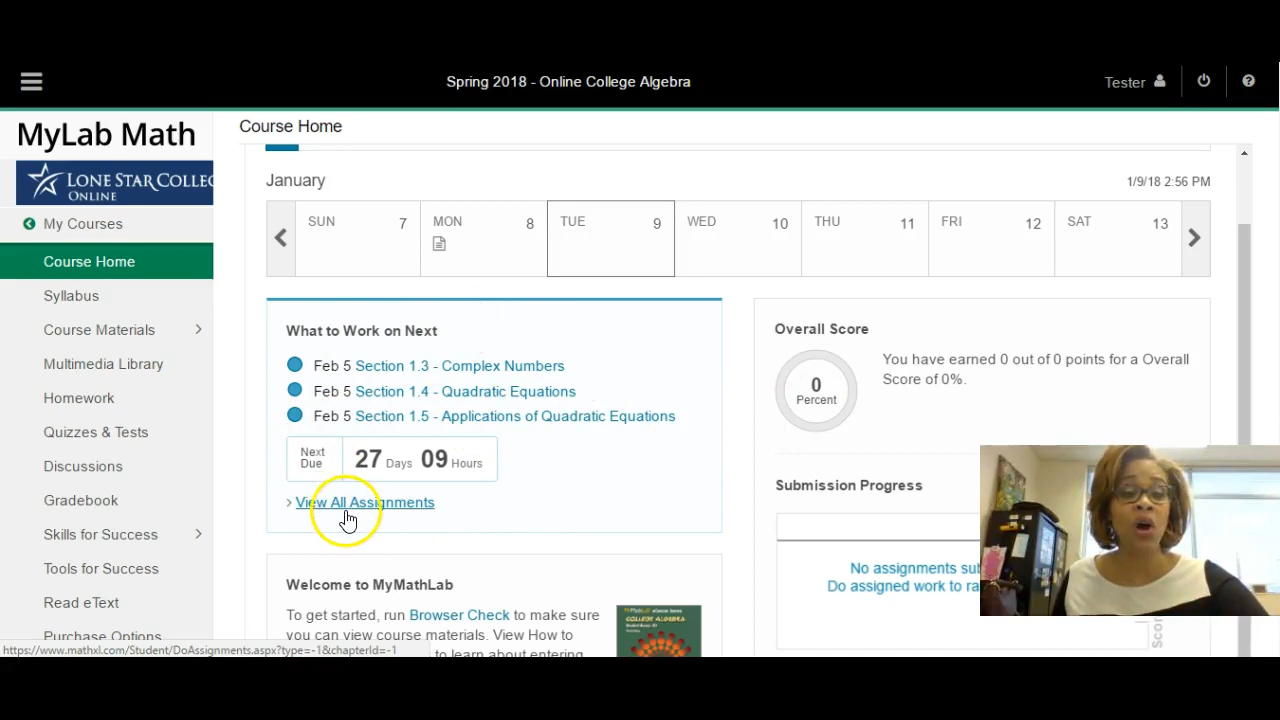 Spring 2018 - Online College Algebra
Tester
MyLab Math
LONE STAR COLLEG
ONLINE
My Courses
Course Home
Syllabus
Course Materials
Multimedia Library
Homework
Quizzes & Tests
Discussions
Gradebook
Skills for Success
Tools for Success
Read eText
Purchase Options
Course Home
January
1/9/18 2:56 PM
SUN 7
MON 8
TUE 9
WED 10
THU 11
FRI 12
SAT 13
What to Work on Next
Feb 5 Section 1.3 - Complex Numbers
Feb 5 Section 1.4 - Quadratic Equations
Feb 5 Section 1.5 - Applications of Quadratic Equations
Next Due
27 Days 09 Hours
View All Assignments
Welcome to MyMathLab
To get started, run Browser Check to make sure
you can view course materials. View How to
to learn about entering
COLLEGE ALGEBRA
Overall Score
0
Percent
You have earned 0 out of 0 points for a Overall
Score of 0%.
Submission Progress
No assignments sub
Do assigned work to ra
Score
https://www.mathxl.com/Student/DoAssignments.aspx?type=-1&chapterId=-1